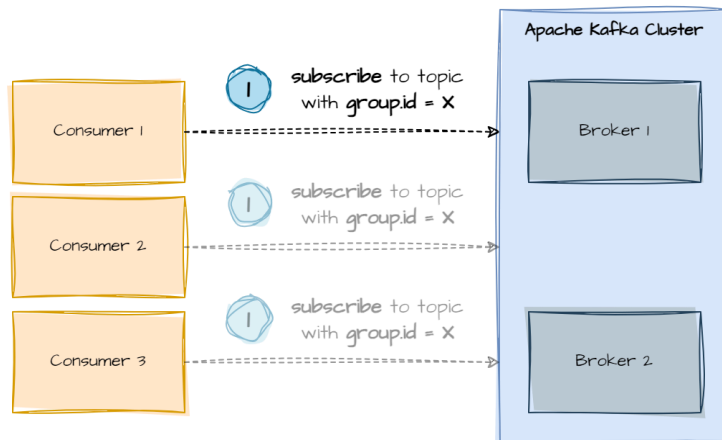 Apache Kafka Cluster
1
subscribe to topic
with group.id = X
Consumer 1
Broker 1
1
subscribe to topic
with group.id = X
Consumer 2
1
subscribe to topic
with group.id = X
Consumer 3
Broker 2